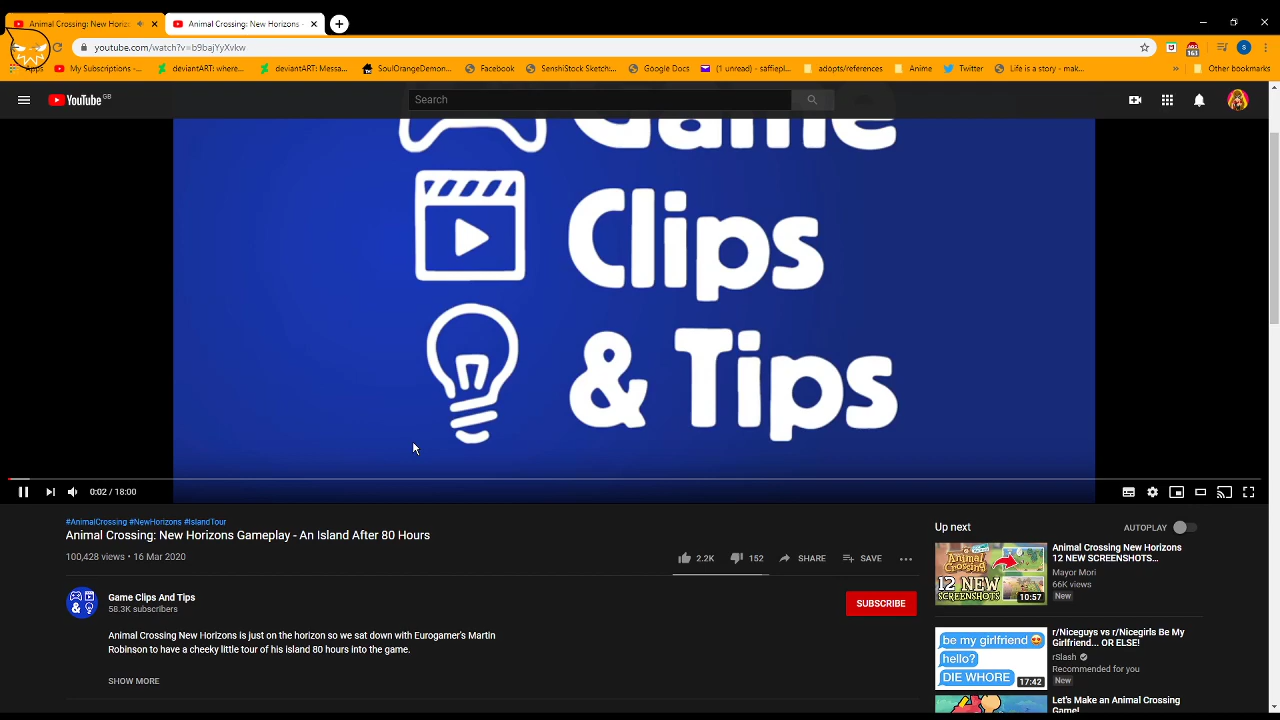 Animal Crossing: New Horiz
Animal Crossing: New Horizons -
youtube.com/watch?v=b9bajYyXvkw
161
S
Apps
My Subscriptions -...
deviantART: where...
deviantART: Messa...
SoulOrangeDemon...
Facebook
SenshiStock Sketch:...
Google Docs
(1 unread) - saffiepl...
adopts/references
Anime
Twitter
Life is a story - mak...
»
Other bookmarks
YouTube GB
Search
Game
Clips
& Tips
0:02 / 18:00
#AnimalCrossing #NewHorizons #IslandTour
Animal Crossing: New Horizons Gameplay - An Island After 80 Hours
100,428 views • 16 Mar 2020
2.2K
152
SHARE
SAVE
Game Clips And Tips
58.3K subscribers
SUBSCRIBE
Animal Crossing New Horizons is just on the horizon so we sat down with Eurogamer's Martin
Robinson to have a cheeky little tour of his island 80 hours into the game.
SHOW MORE
Up next
AUTOPLAY
Animal Crossing
12 NEW
SCREENSHOTS
10:57
Animal Crossing New Horizons
12 NEW SCREENSHOTS...
Mayor Mori
66K views
New
be my girlfriend
hello?
DIE WHORE
17:42
r/Niceguys vs r/Nicegirls Be My
Girlfriend... OR ELSE!
rSlash
Recommended for you
New
Let's Make an Animal Crossing
Game!